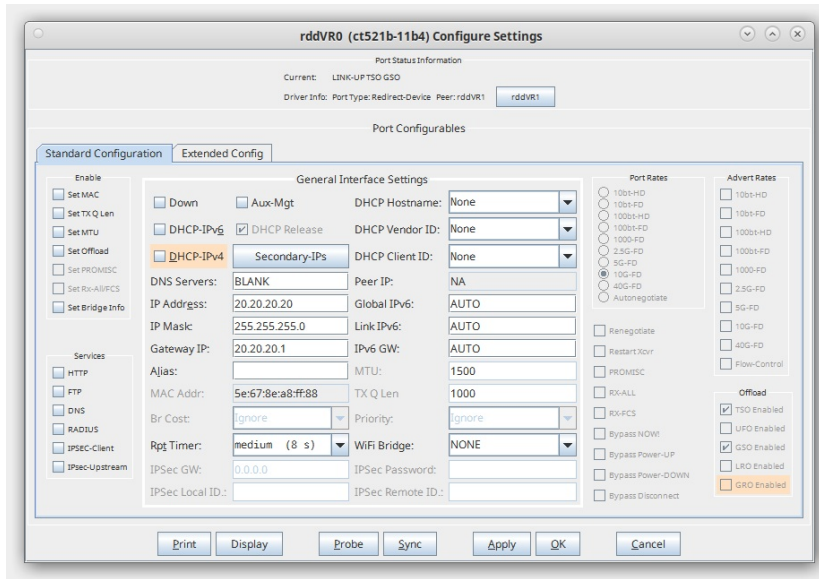 rddVR0 (ct521b-11b4) Configure Settings
Port Status Information
Current: LINK-UP TSO GSO
Driver Info: Port Type: Redirect-Device Peer: rddVR1 rddVR1
Port Configurables
Standard Configuration Extended Config
Enable
Set MAC
Set TX Q Len
Set MTU
Set Offload
Set PROMISC
Set Rx-All/FCS
Set Bridge Info
Services
HTTP
FTP
DNS
RADIUS
IPSEC-Client
IPsec-Upstream
General Interface Settings
Down Aux-Mgt DHCP Hostname: None
DHCP-IPv6 DHCP Release DHCP Vendor ID: None
DHCP-IPv4 Secondary-IPs DHCP Client ID: None
DNS Servers: BLANK Peer IP: NA
IP Address: 20.20.20.20 Global IPv6: AUTO
IP Mask: 255.255.255.0 Link IPv6: AUTO
Gateway IP: 20.20.20.1 IPv6 GW: AUTO
Alias: MTU: 1500
MAC Addr: 5e:67:8e:a8:ff:88 TX Q Len 1000
Br Cost: Ignore Priority: Ignore
Rpt Timer: medium (8 s) WiFi Bridge: NONE
IPSec GW: 0.0.0.0 IPSec Password:
IPSec Local ID.: IPSec Remote ID.:
Port Rates
10bt-HD
10bt-FD
100bt-HD
100bt-FD
1000-FD
2.5G-FD
5G-FD
10G-FD
40G-FD
Autonegotiate
Renegotiate
Restart Xcvr
PROMISC
RX-ALL
RX-FCS
Bypass NOW!
Bypass Power-UP
Bypass Power-DOWN
Bypass Disconnect
Advert Rates
10bt-HD
10bt-FD
100bt-HD
100bt-FD
1000-FD
2.5G-FD
5G-FD
10G-FD
40G-FD
Flow-Control
Offload
TSO Enabled
UFO Enabled
GSO Enabled
LRO Enabled
GRO Enabled
Print Display Probe Sync Apply OK Cancel